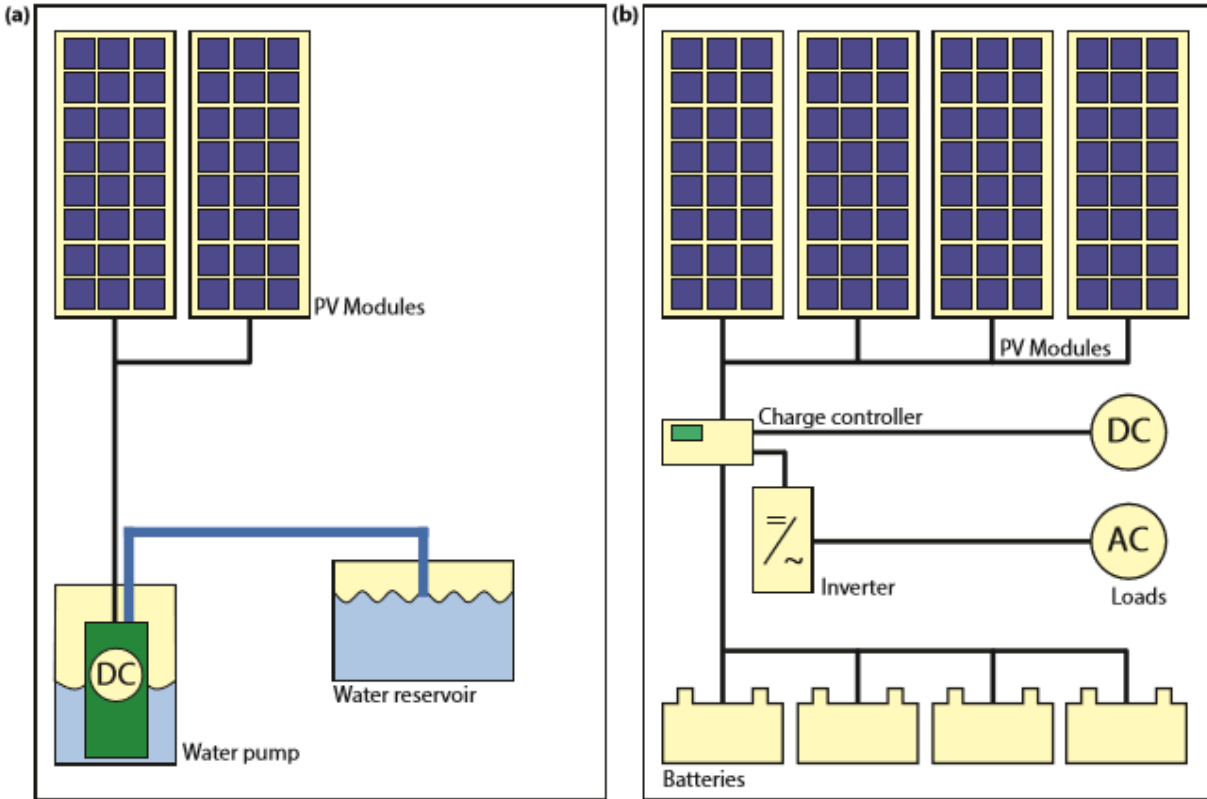 (a)
PV Modules
DC
Water reservoir
Water pump
(b)
PV Modules
Charge controller
DC
=/~
AC
Inverter
Loads
Batteries